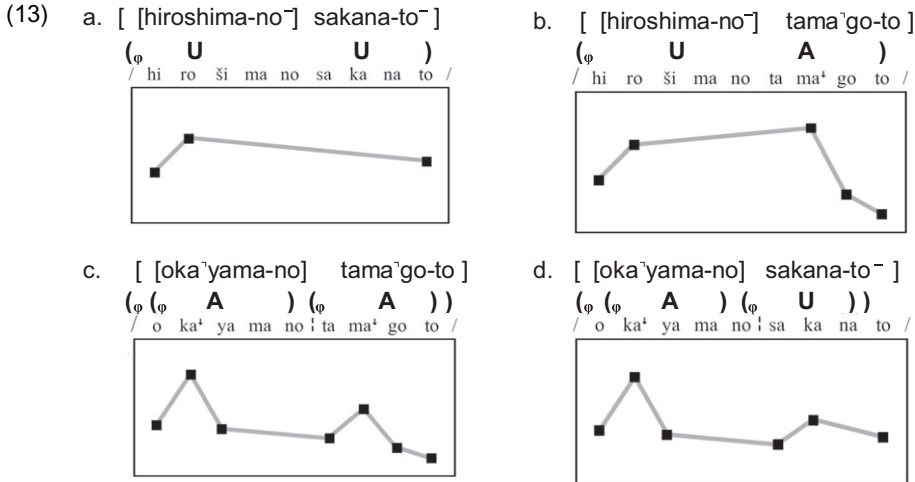 (13) a. [ [hiroshima-no⁻] sakana-to⁻ ] b. [ [hiroshima-no⁻] tama˺go-to ]
(φ U U ) (φ U A )
/ hi ro ši ma no sa ka na to / / hi ro ši ma no ta ma⬇ go to /
c. [ [oka˺yama-no] tama˺go-to ] d. [ [oka˺yama-no] sakana-to⁻ ]
(φ (φ A ) (φ A ) ) (φ (φ A ) (φ U ) )
/ o ka⬇ ya ma no ¦ ta ma⬇ go to / / o ka⬇ ya ma no ¦ sa ka na to /